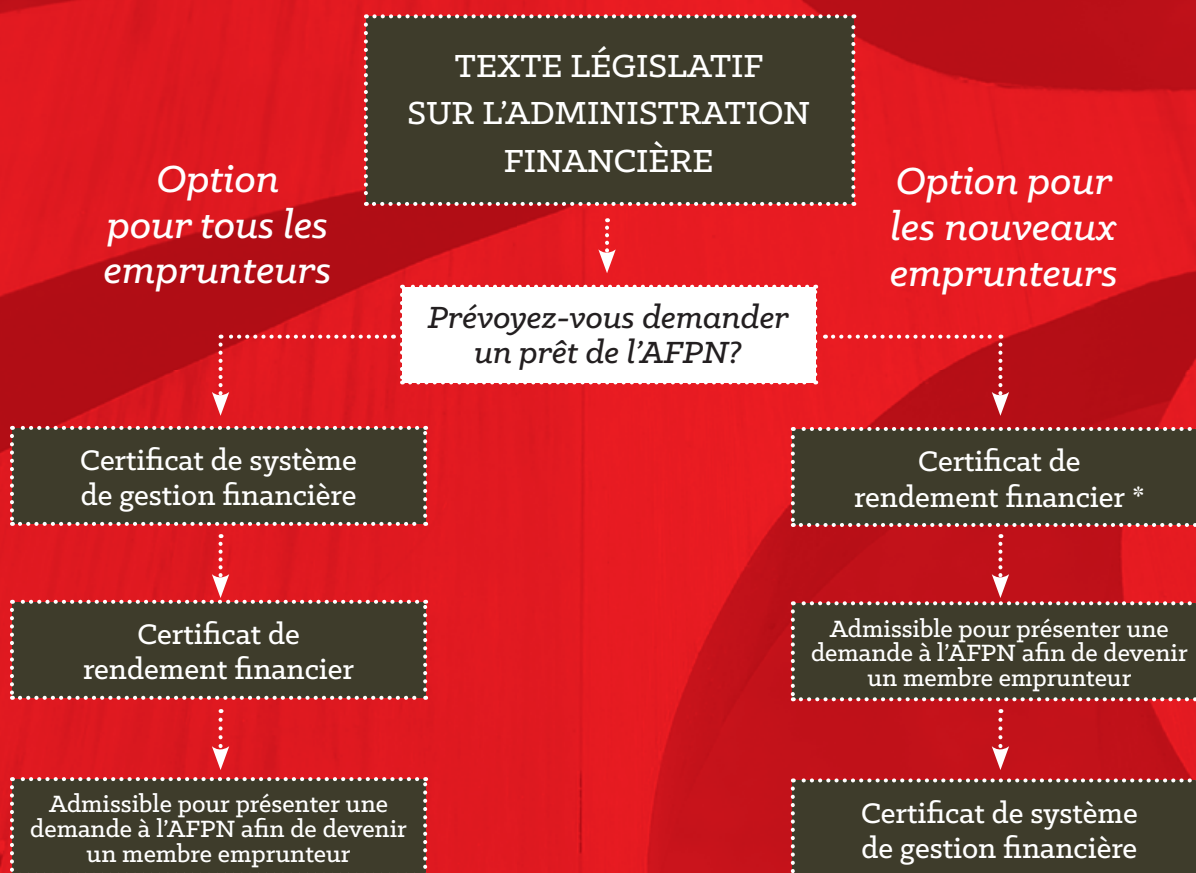 TEXTE LÉGISLATIF
SUR L'ADMINISTRATION
FINANCIÈRE
Option
pour tous les
emprunteurs
Option pour
les nouveaux
emprunteurs
Prévoyez-vous demander
un prêt de l'AFPN?
Certificat de système
de gestion financière
Certificat de
rendement financier
Admissible pour présenter une
demande à l'AFPN afin de devenir
un membre emprunteur
Certificat de
rendement financier *
Admissible pour présenter une
demande à l'AFPN afin de devenir
un membre emprunteur
Certificat de système
de gestion financière